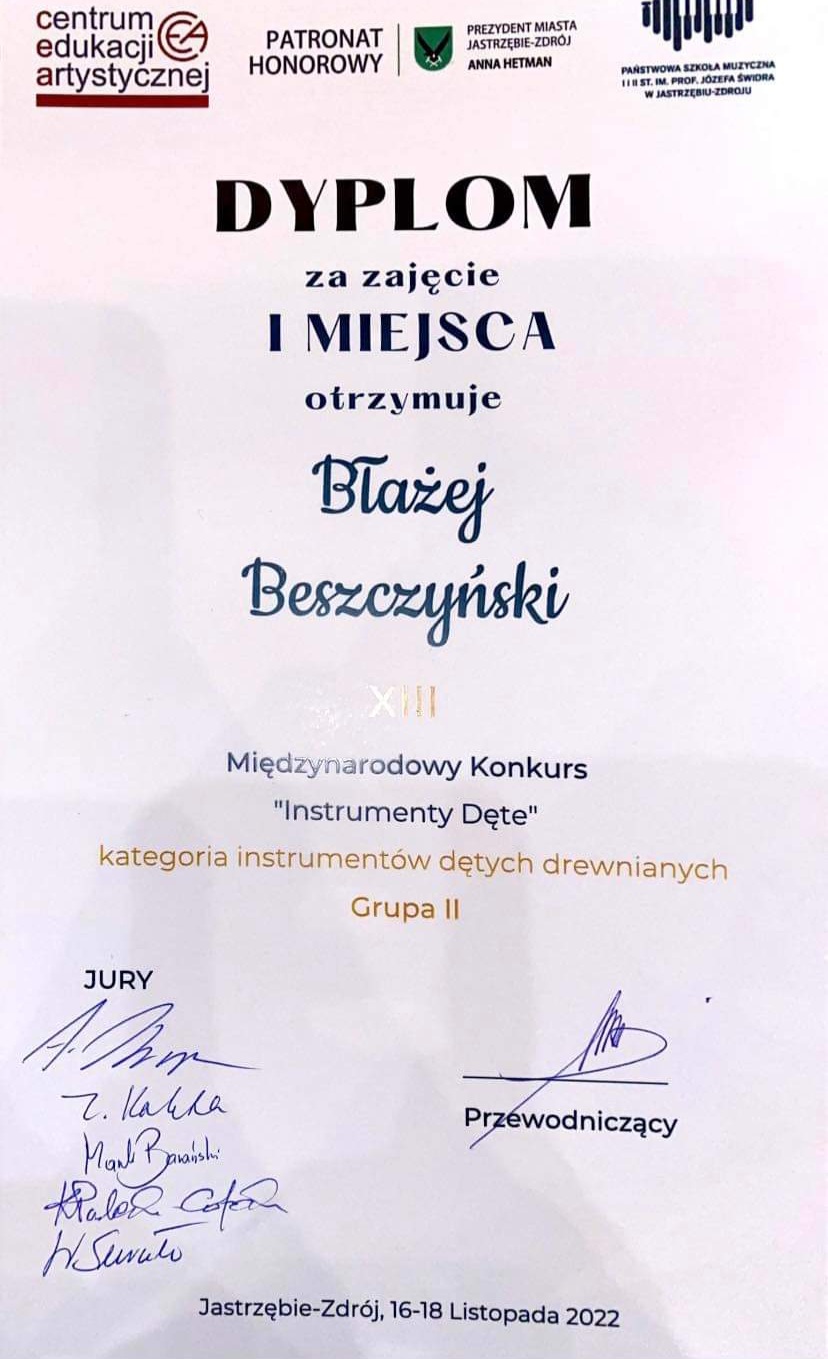 centrum
edukacji
artystycznej
CEA
PATRONAT
HONOROWY
PREZYDENT MIASTA
JASTRZĘBIE-ZDRÓJ
ANNA HETMAN
PAŃSTWOWA SZKOŁA MUZYCZNA
I I II ST. IM. PROF. JÓZEFA ŚWIDRA
W JASTRZĘBIU-ZDROJU
DYPLOM
za zajęcie
I MIEJSCA
otrzymuje
Błażej
Beszczyński
XIII
Międzynarodowy Konkurs
"Instrumenty Dęte"
kategoria instrumentów dętych drewnianych
Grupa II
JURY
Przewodniczący
Barański
Jastrzębie-Zdrój, 16-18 Listopada 2022